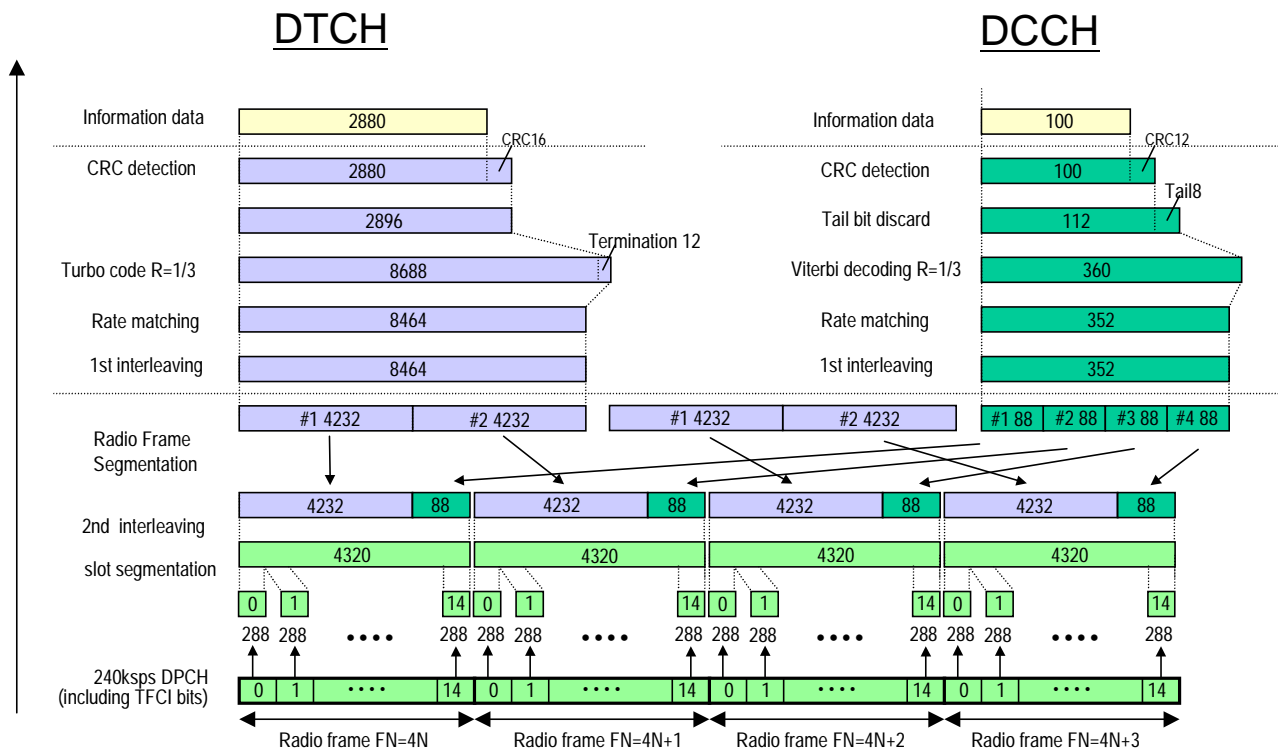 DTCH
DCCH
Information data
2880
Information data
100
CRC16
CRC12
CRC detection
2880
CRC detection
100
Tail8
2896
Tail bit discard
112
Termination 12
Turbo code R=1/3
8688
Viterbi decoding R=1/3
360
Rate matching
8464
Rate matching
352
1st interleaving
8464
1st interleaving
352
#1 4232
#2 4232
#1 4232
#2 4232
#1 88
#2 88
#3 88
#4 88
Radio Frame
Segmentation
4232
88
4232
88
4232
88
4232
88
2nd interleaving
4320
4320
4320
4320
slot segmentation
0
1
14
0
1
14
0
1
14
0
1
14
288
288
••••
288
288
288
••••
288
288
288
••••
288
288
288
••••
288
240ksps DPCH
(including TFCI bits)
0
1
••••
14
0
1
••••
14
0
1
••••
14
0
1
••••
14
Radio frame FN=4N
Radio frame FN=4N+1
Radio frame FN=4N+2
Radio frame FN=4N+3